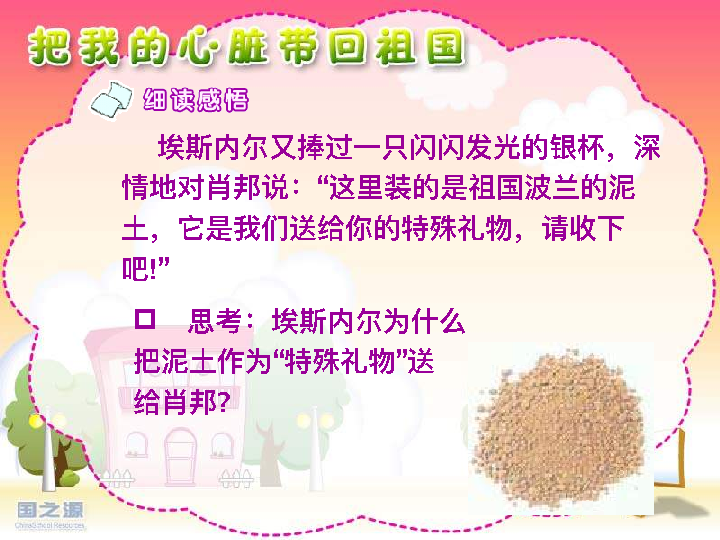 把我的心脏带回祖国
细读感悟
埃斯内尔又捧过一只闪闪发光的银杯，深
情地对肖邦说：“这里装的是祖国波兰的泥
土，它是我们送给你的特殊礼物，请收下
吧!”
思考：埃斯内尔为什么
把泥土作为“特殊礼物”送
给肖邦?
国之源
ChinaSchool Resources